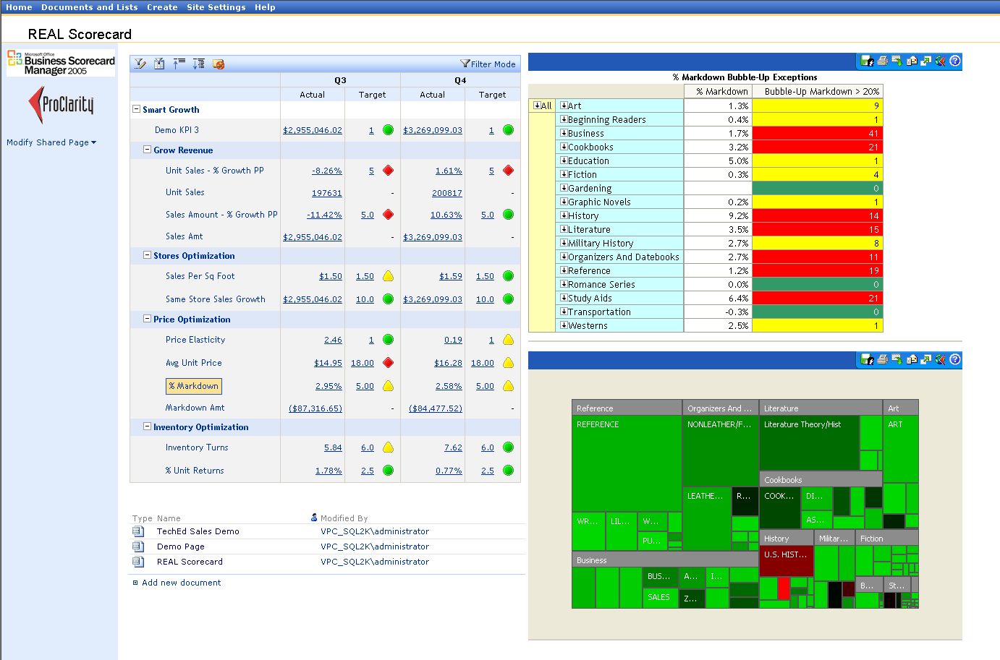 Home Documents and Lists Create Site Settings Help
REAL Scorecard
Microsoft Office
Business Scorecard
Manager 2005
ProClarity
Modify Shared Page
Filter Mode
Q3 Q4
Actual Target Actual Target
Smart Growth
Demo KPI 3 $2,955,046.02 1 $3,269,099.03 1
Grow Revenue
Unit Sales - % Growth PP -8.26% 5 1.61% 5
Unit Sales 197631 - 200817 -
Sales Amount - % Growth PP -11.42% 5.0 10.63% 5.0
Sales Amt $2,955,046.02 - $3,269,099.03 -
Stores Optimization
Sales Per Sq Foot $1.50 1.50 $1.59 1.50
Same Store Sales Growth $2,955,046.02 10.0 $3,269,099.03 10.0
Price Optimization
Price Elasticity 2.46 1 0.19 1
Avg Unit Price $14.95 18.00 $16.28 18.00
% Markdown 2.95% 5.00 2.58% 5.00
Markdown Amt ($87,316.65) - ($84,477.52) -
Inventory Optimization
Inventory Turns 5.84 6.0 7.62 6.0
% Unit Returns 1.78% 2.5 0.77% 2.5
Type Name Modified By
TechEd Sales Demo VPC_SQL2K\administrator
Demo Page VPC_SQL2K\administrator
REAL Scorecard VPC_SQL2K\administrator
Add new document
% Markdown Bubble-Up Exceptions
% Markdown Bubble-Up Markdown > 20%
All Art 1.3% 9
Beginning Readers 0.4% 1
Business 1.7% 41
Cookbooks 3.2% 21
Education 5.0% 1
Fiction 0.3% 4
Gardening 0
Graphic Novels 0.2% 1
History 9.2% 14
Literature 3.5% 15
Military History 2.7% 8
Organizers And Datebooks 2.7% 11
Reference 1.2% 19
Romance Series 0.0% 0
Study Aids 6.4% 21
Transportation -0.3% 0
Westerns 2.5% 1
Reference Organizers And ... Literature Art
REFERENCE NONLEATHER/F... Literature Theory/Hist ART
Cookbooks
LEATHE... R... COOK... DI...
WR... LIL... W... AS...
PU... History Militar... Fiction
Business U.S. HIST...
BUS... A... I... B... St...
SALES Z...